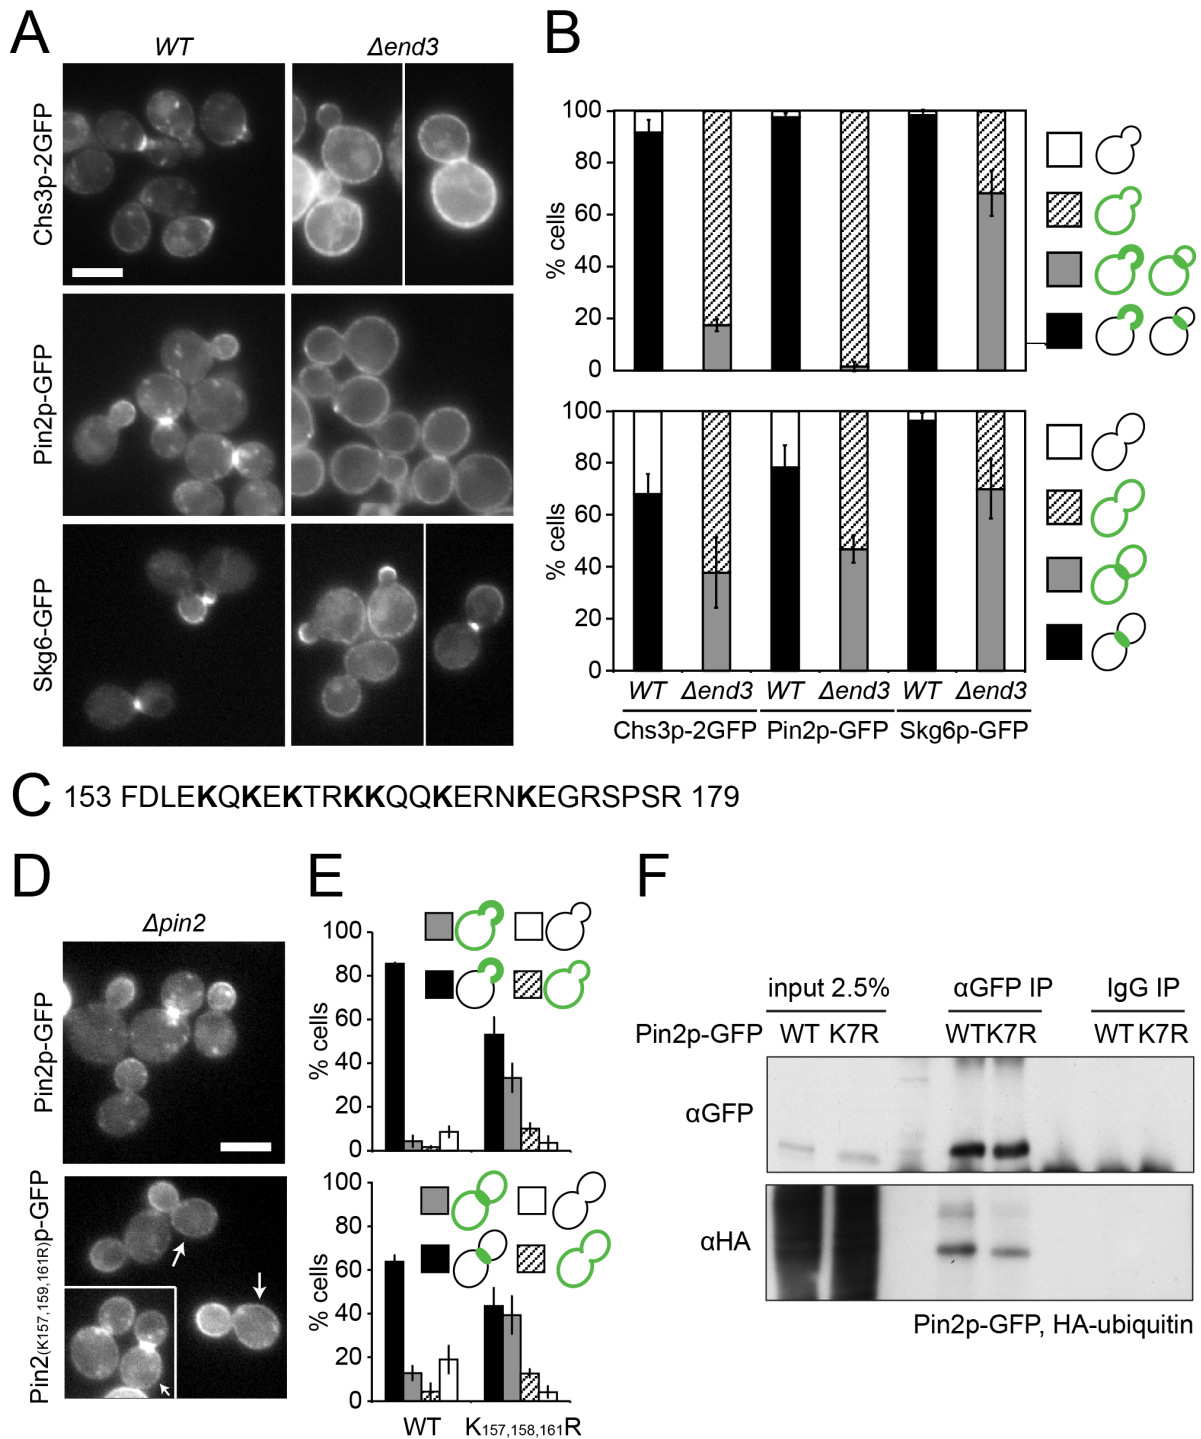 A
WT
Δend3
Chs3p-2GFP
Pin2p-GFP
Skg6-GFP
B
100
80
60
40
20
0
% cells
100
80
60
40
20
0
% cells
WT Δend3 WT Δend3 WT Δend3
Chs3p-2GFP Pin2p-GFP Skg6p-GFP
C 153 FDLEKQKEKTRKKQQKERNKEGRSPSR 179
D
Δpin2
Pin2p-GFP
Pin2(K157,159,161R)p-GFP
E
100
80
60
40
20
0
% cells
100
80
60
40
20
0
% cells
WT K157,158,161R
F
input 2.5% αGFP IP IgG IP
Pin2p-GFP WT K7R WT K7R WT K7R
αGFP
αHA
Pin2p-GFP, HA-ubiquitin